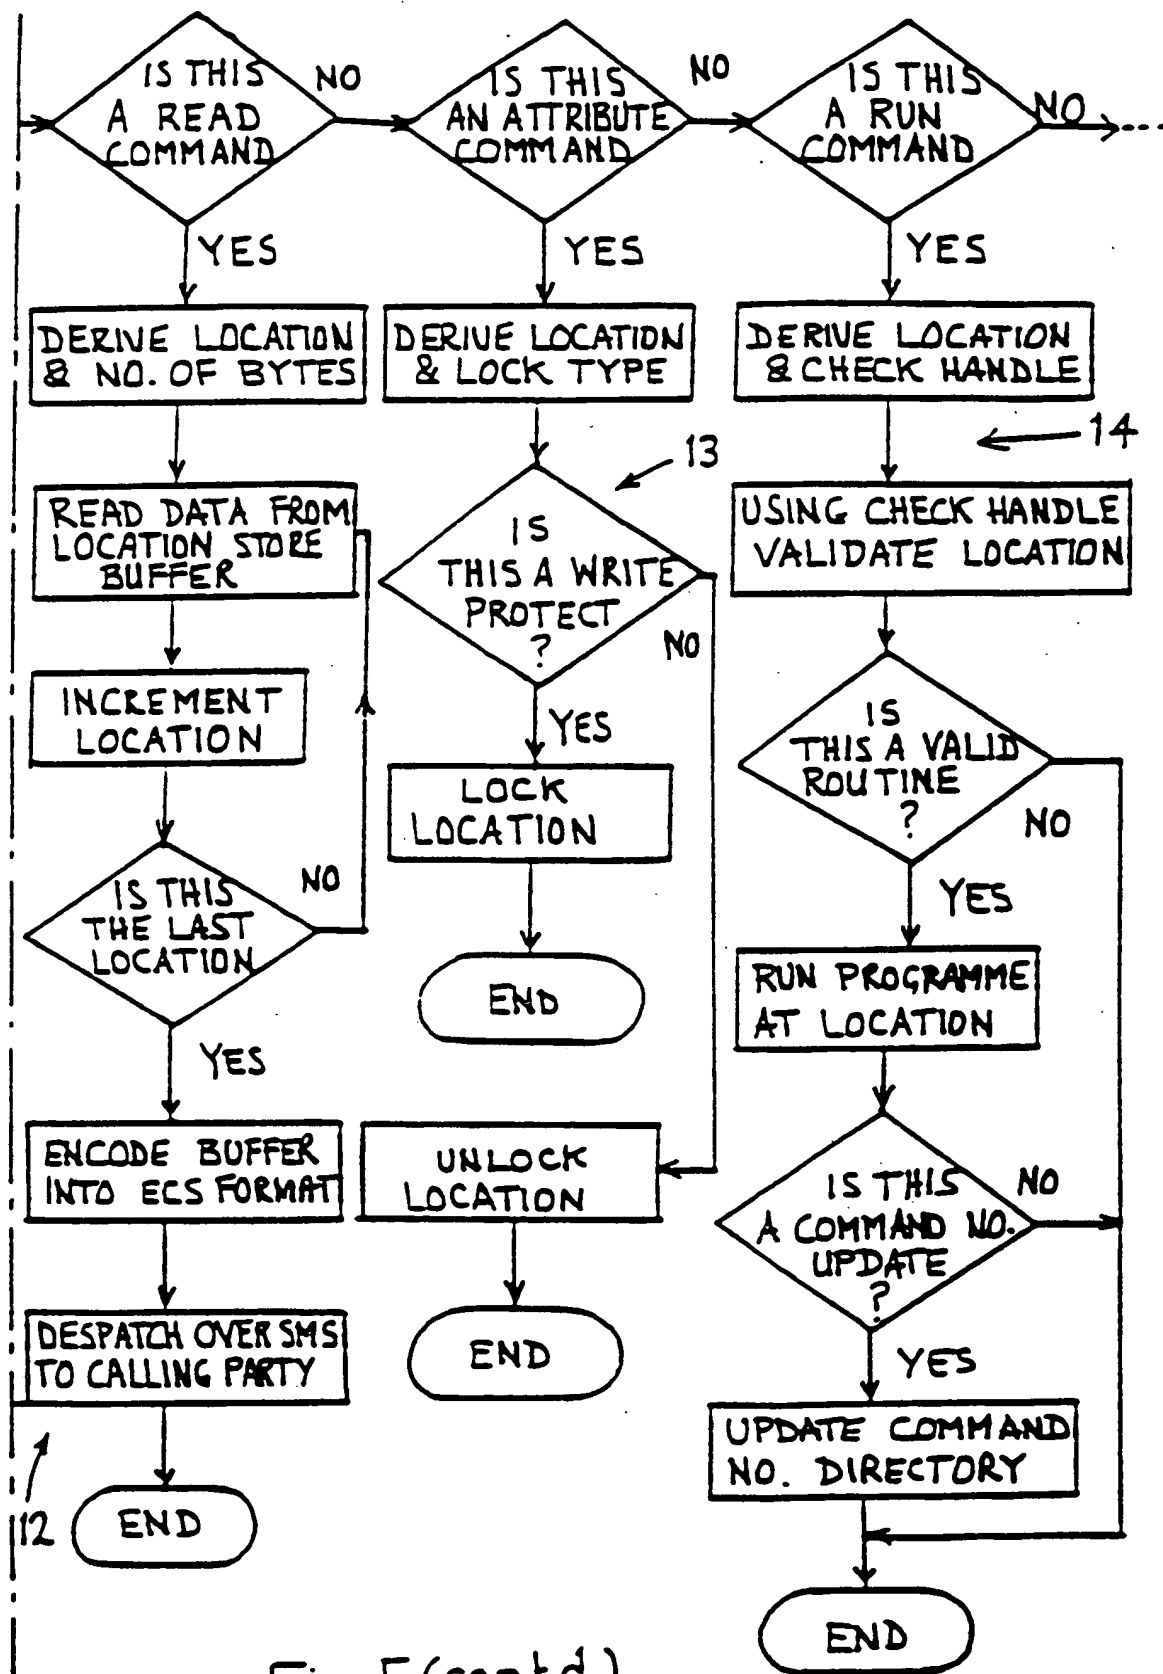 IS THIS
A READ
COMMAND
NO
YES
DERIVE LOCATION
& NO. OF BYTES
READ DATA FROM
LOCATION STORE
BUFFER
INCREMENT
LOCATION
IS THIS
THE LAST
LOCATION
NO
YES
ENCODE BUFFER
INTO ECS FORMAT
DESPATCH OVER SMS
TO CALLING PARTY
12
END
IS THIS
AN ATTRIBUTE
COMMAND
NO
YES
DERIVE LOCATION
& LOCK TYPE
13
IS
THIS A WRITE
PROTECT
?
NO
YES
LOCK
LOCATION
END
UNLOCK
LOCATION
END
IS THIS
A RUN
COMMAND
NO
YES
DERIVE LOCATION
& CHECK HANDLE
14
USING CHECK HANDLE
VALIDATE LOCATION
IS
THIS A VALID
ROUTINE
?
NO
YES
RUN PROGRAMME
AT LOCATION
IS THIS
A COMMAND NO.
UPDATE
?
NO
YES
UPDATE COMMAND
NO. DIRECTORY
END
Fig. 5 (cont'd.)